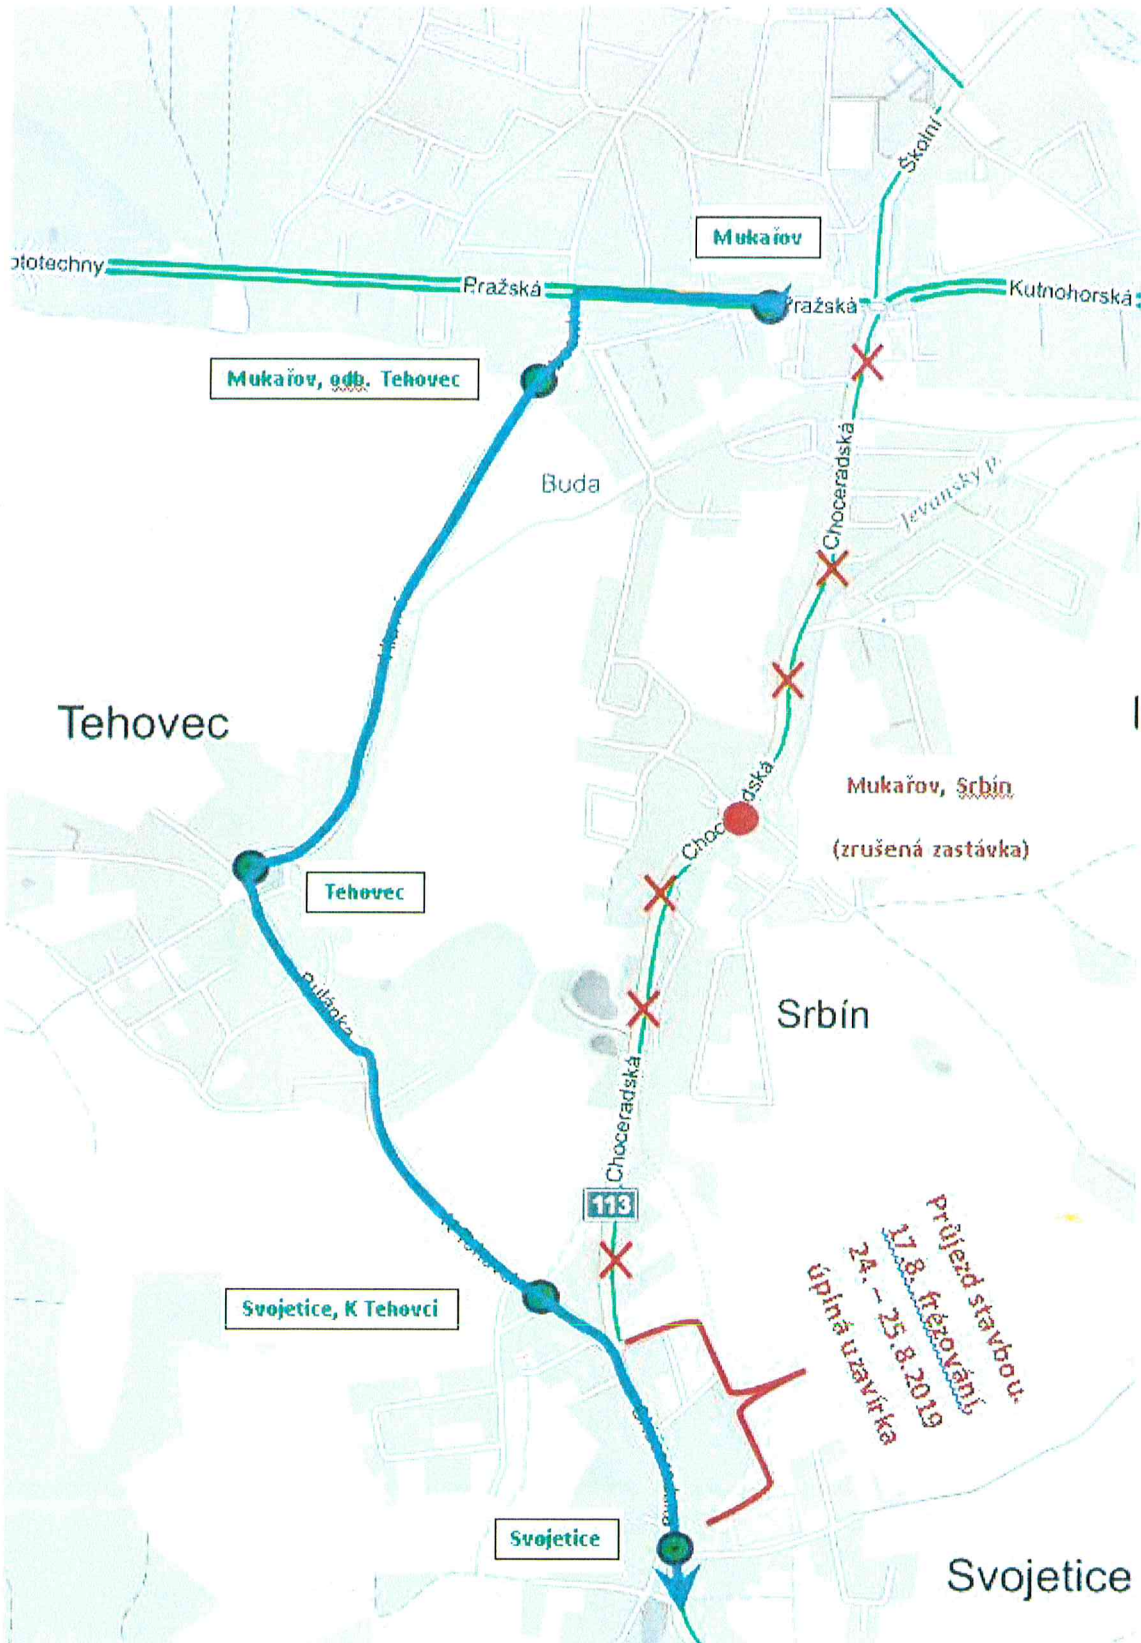 Školní
Mukařov
ototechny
Pražská
Pražská
Kutnohorská
Mukařov, odb. Tehovec
Buda
Choceradská
Jevanský p.
Tehovec
Mukařov, Srbín
(zrušená zastávka)
Choceradská
Tehovec
Srbín
Choceradská
113
Průjezd stavbou.
17.8. frézování,
24. – 25.8.2019
úplná uzavírka
Svojetice, K Tehovci
Svojetice
Svojetice